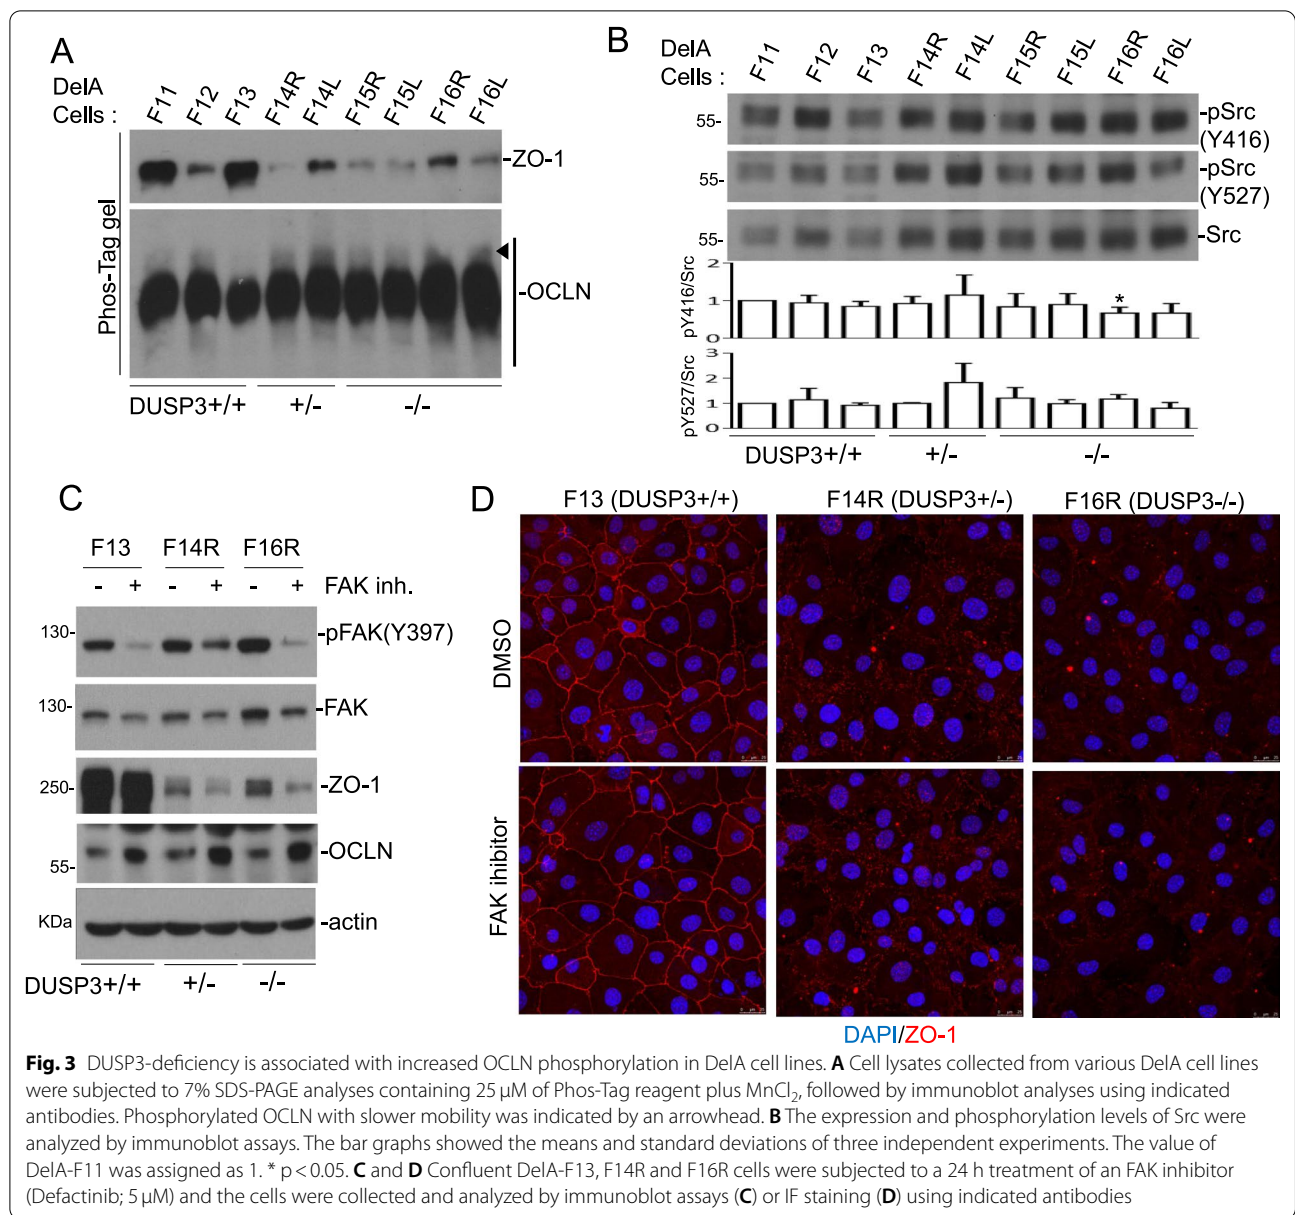 A
DelA
Cells :
F11
F12
F13
F14R
F14L
F15R
F15L
F16R
F16L
Phos-Tag gel
-ZO-1
-OCLN
DUSP3+/+
+/-
-/-
B
DelA
Cells :
F11
F12
F13
F14R
F14L
F15R
F15L
F16R
F16L
55-
-pSrc
(Y416)
55-
-pSrc
(Y527)
55-
-Src
pY416/Src
2
1
0
*
pY527/Src
3
2
1
0
DUSP3+/+
+/-
-/-
C
F13 F14R F16R
- + - + - + FAK inh.
130-
-pFAK(Y397)
130-
-FAK
250-
-ZO-1
55-
-OCLN
KDa
-actin
DUSP3+/+
+/-
-/-
D
F13 (DUSP3+/+) F14R (DUSP3+/-) F16R (DUSP3-/-)
DMSO
FAK ihibitor
DAPI/ZO-1
Fig. 3 DUSP3-deficiency is associated with increased OCLN phosphorylation in DelA cell lines. A Cell lysates collected from various DelA cell lines
were subjected to 7% SDS-PAGE analyses containing 25 µM of Phos-Tag reagent plus MnCl₂, followed by immunoblot analyses using indicated
antibodies. Phosphorylated OCLN with slower mobility was indicated by an arrowhead. B The expression and phosphorylation levels of Src were
analyzed by immunoblot assays. The bar graphs showed the means and standard deviations of three independent experiments. The value of
DelA-F11 was assigned as 1. * p < 0.05. C and D Confluent DelA-F13, F14R and F16R cells were subjected to a 24 h treatment of an FAK inhibitor
(Defactinib; 5 µM) and the cells were collected and analyzed by immunoblot assays (C) or IF staining (D) using indicated antibodies